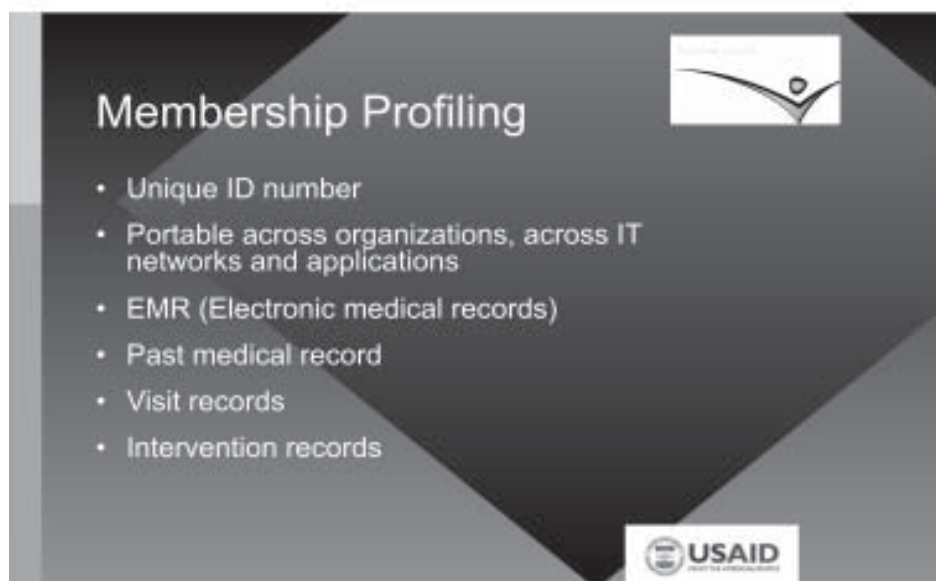 Membership Profiling
• Unique ID number
• Portable across organizations, across IT
networks and applications
• EMR (Electronic medical records)
• Past medical record
• Visit records
• Intervention records
USAID